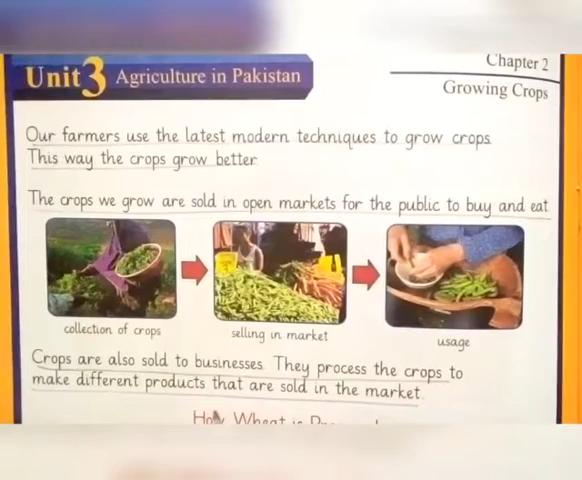 Unit 3 Agriculture in Pakistan
Chapter 2
Growing Crops
Our farmers use the latest modern techniques to grow crops.
This way the crops grow better
The crops we grow are sold in open markets for the public to buy and eat
collection of crops
selling in market
usage
Crops are also sold to businesses. They process the crops to
make different products that are sold in the market.
How Wheat is